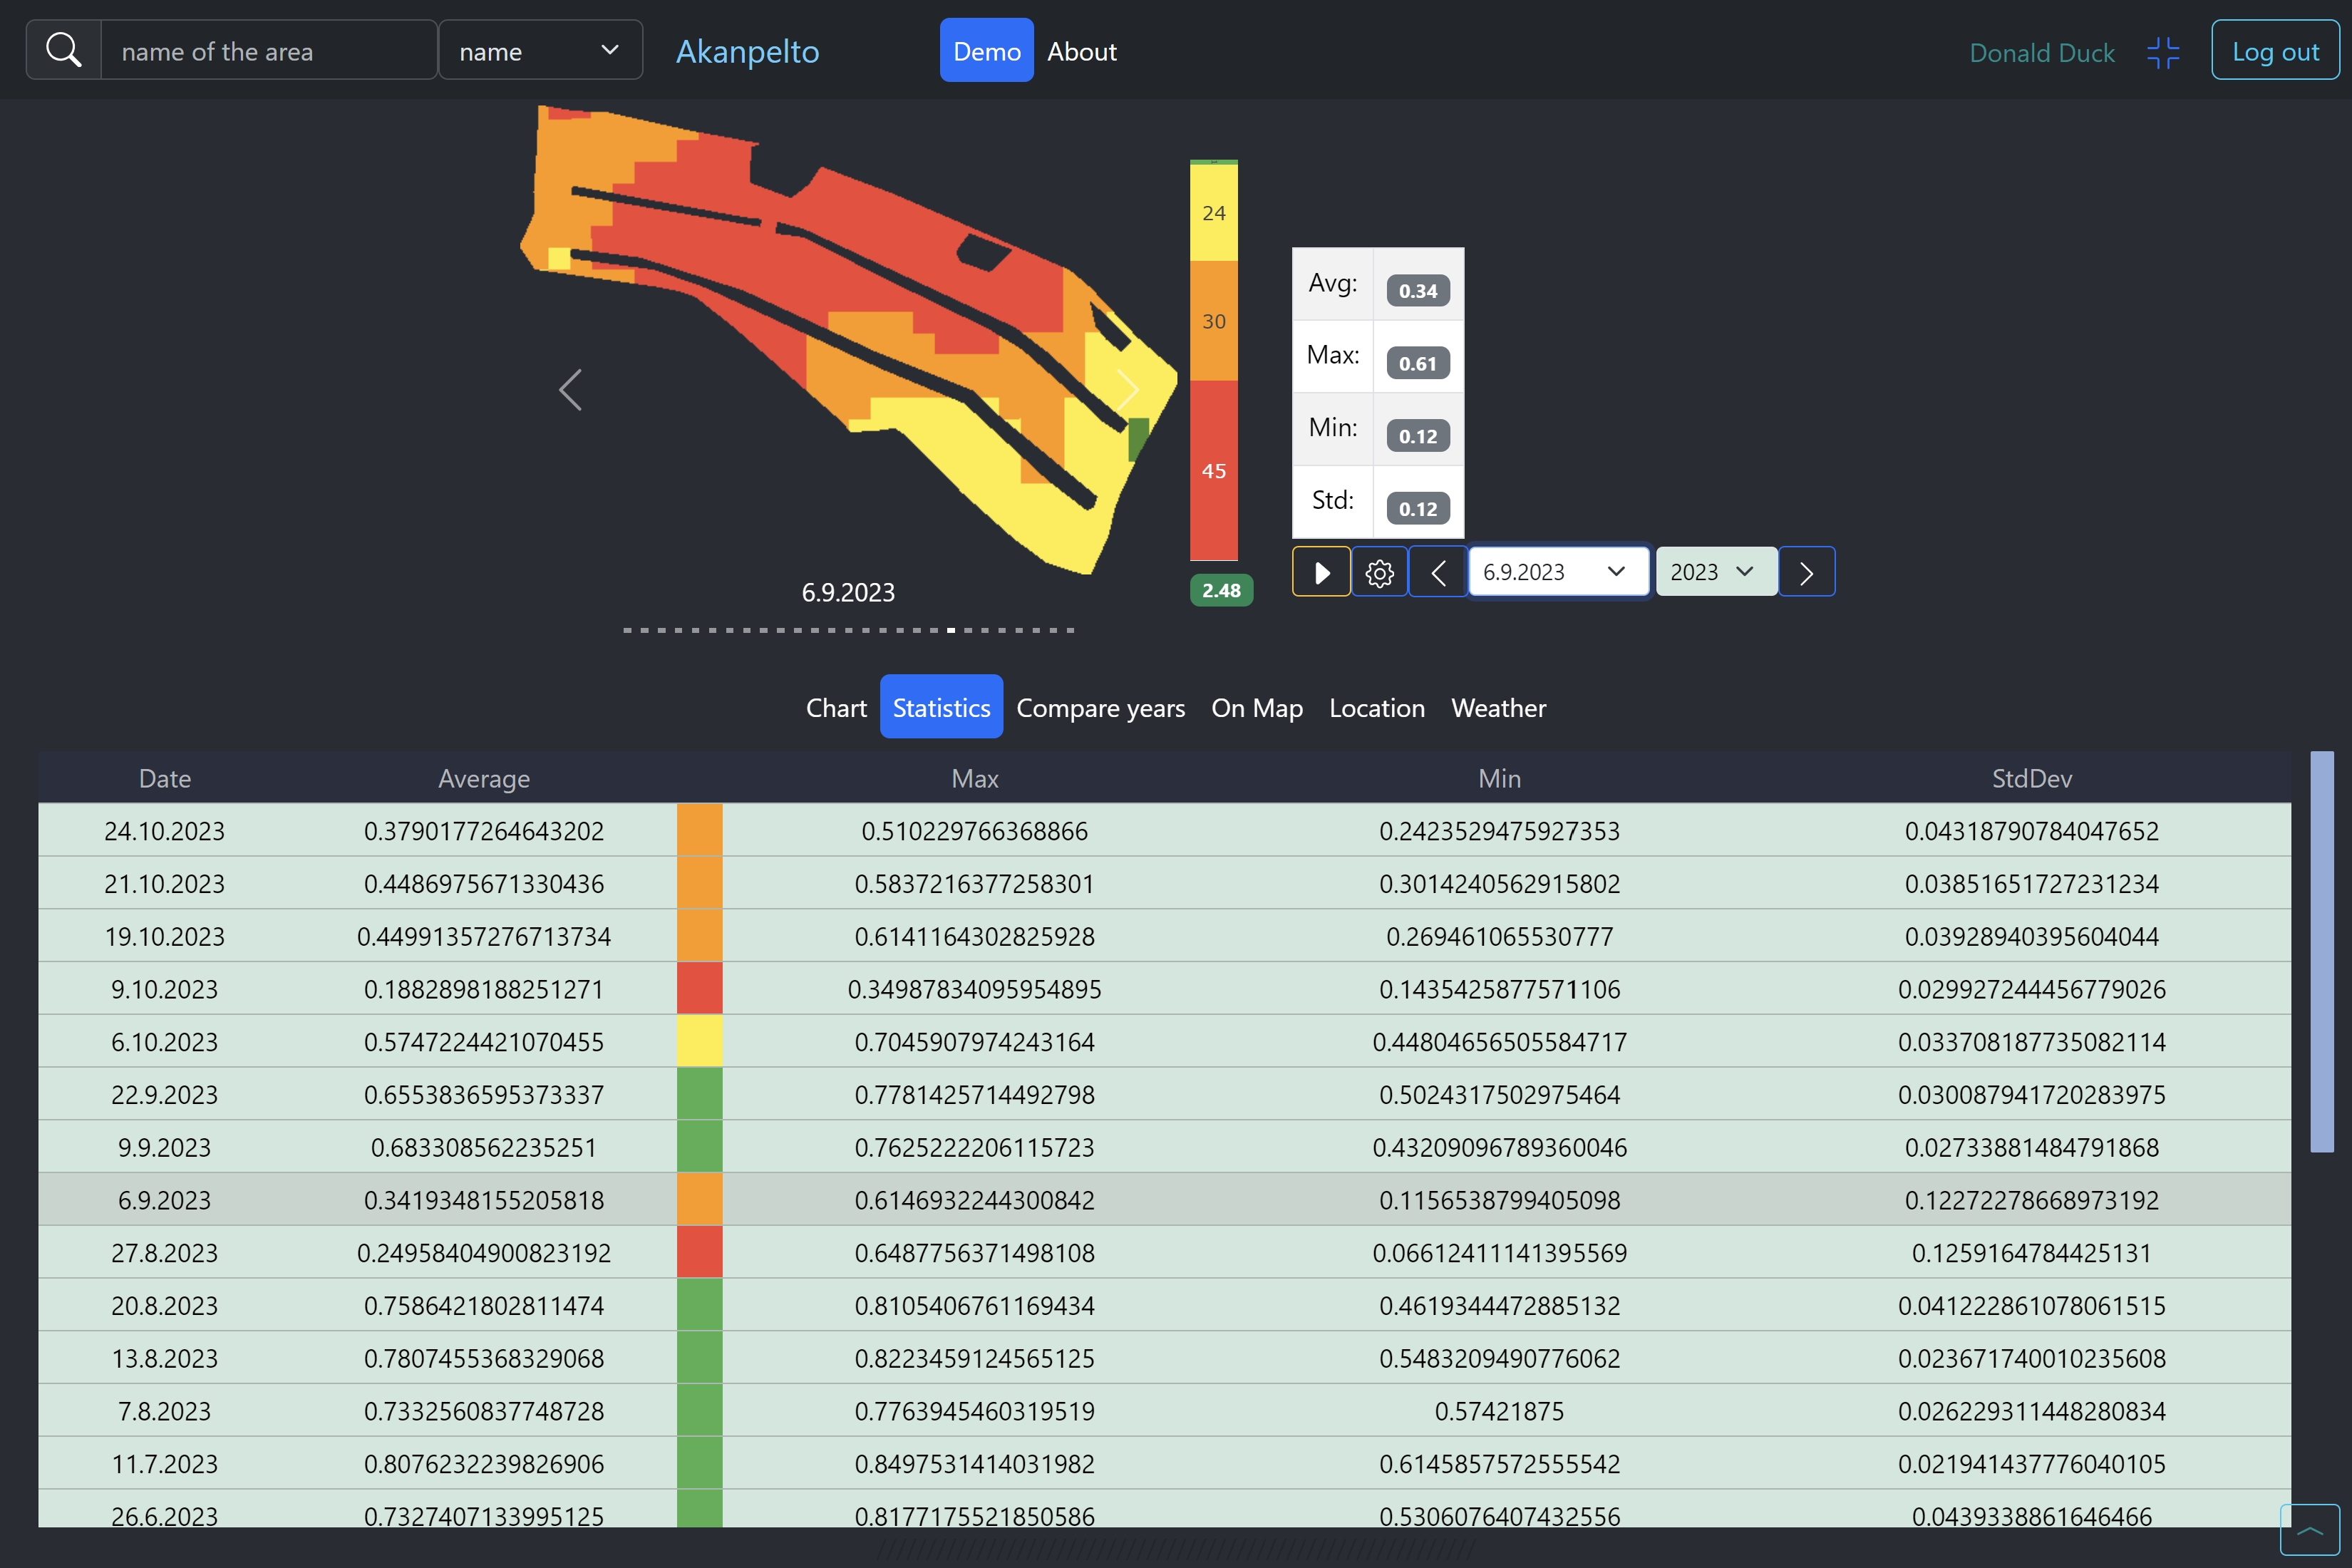 name of the area name Akanpelto Demo About Donald Duck Log out
24
30
45
2.48
Avg: 0.34
Max: 0.61
Min: 0.12
Std: 0.12
6.9.2023 2023
6.9.2023
Chart Statistics Compare years On Map Location Weather
Date Average Max Min StdDev
24.10.2023 0.3790177264643202 0.510229766368866 0.2423529475927353 0.04318790784047652
21.10.2023 0.4486975671330436 0.5837216377258301 0.3014240562915802 0.03851651727231234
19.10.2023 0.44991357276713734 0.6141164302825928 0.269461065530777 0.03928940395604044
9.10.2023 0.1882898188251271 0.34987834095954895 0.1435425877571106 0.029927244456779026
6.10.2023 0.5747224421070455 0.7045907974243164 0.44804656505584717 0.033708187735082114
22.9.2023 0.6553836595373337 0.7781425714492798 0.5024317502975464 0.030087941720283975
9.9.2023 0.683308562235251 0.7625222206115723 0.43209096789360046 0.02733881484791868
6.9.2023 0.3419348155205818 0.6146932244300842 0.1156538799405098 0.12272278668973192
27.8.2023 0.24958404900823192 0.6487756371498108 0.06612411141395569 0.1259164784425131
20.8.2023 0.7586421802811474 0.8105406761169434 0.4619344472885132 0.041222861078061515
13.8.2023 0.7807455368329068 0.8223459124565125 0.5483209490776062 0.023671740010235608
7.8.2023 0.7332560837748728 0.7763945460319519 0.57421875 0.026229311448280834
11.7.2023 0.8076232239826906 0.8497531414031982 0.6145857572555542 0.021941437776040105
26.6.2023 0.7327407133995125 0.8177175521850586 0.5306076407432556 0.0439338861646466